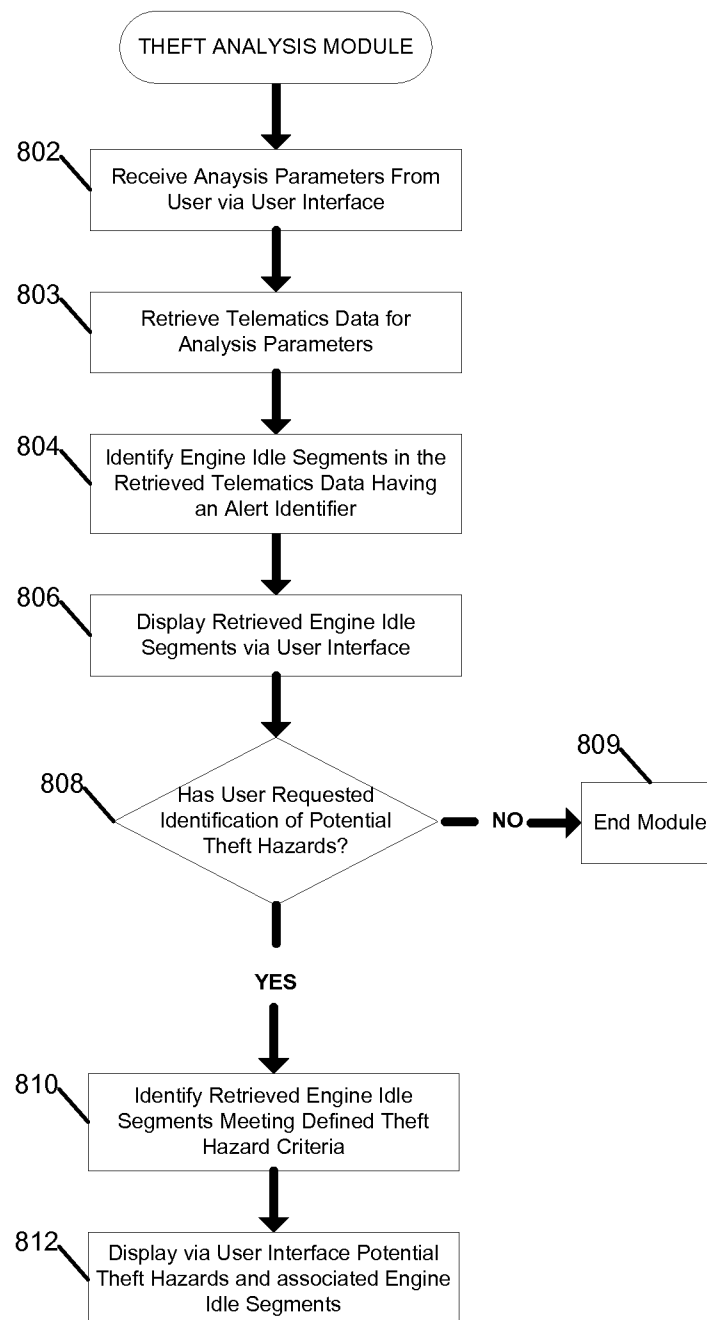 THEFT ANALYSIS MODULE
802
Receive Anaysis Parameters From
User via User Interface
803
Retrieve Telematics Data for
Analysis Parameters
804
Identify Engine Idle Segments in the
Retrieved Telematics Data Having
an Alert Identifier
806
Display Retrieved Engine Idle
Segments via User Interface
808
Has User Requested
Identification of Potential
Theft Hazards?
NO
809
End Module
YES
810
Identify Retrieved Engine Idle
Segments Meeting Defined Theft
Hazard Criteria
812
Display via User Interface Potential
Theft Hazards and associated Engine
Idle Segments